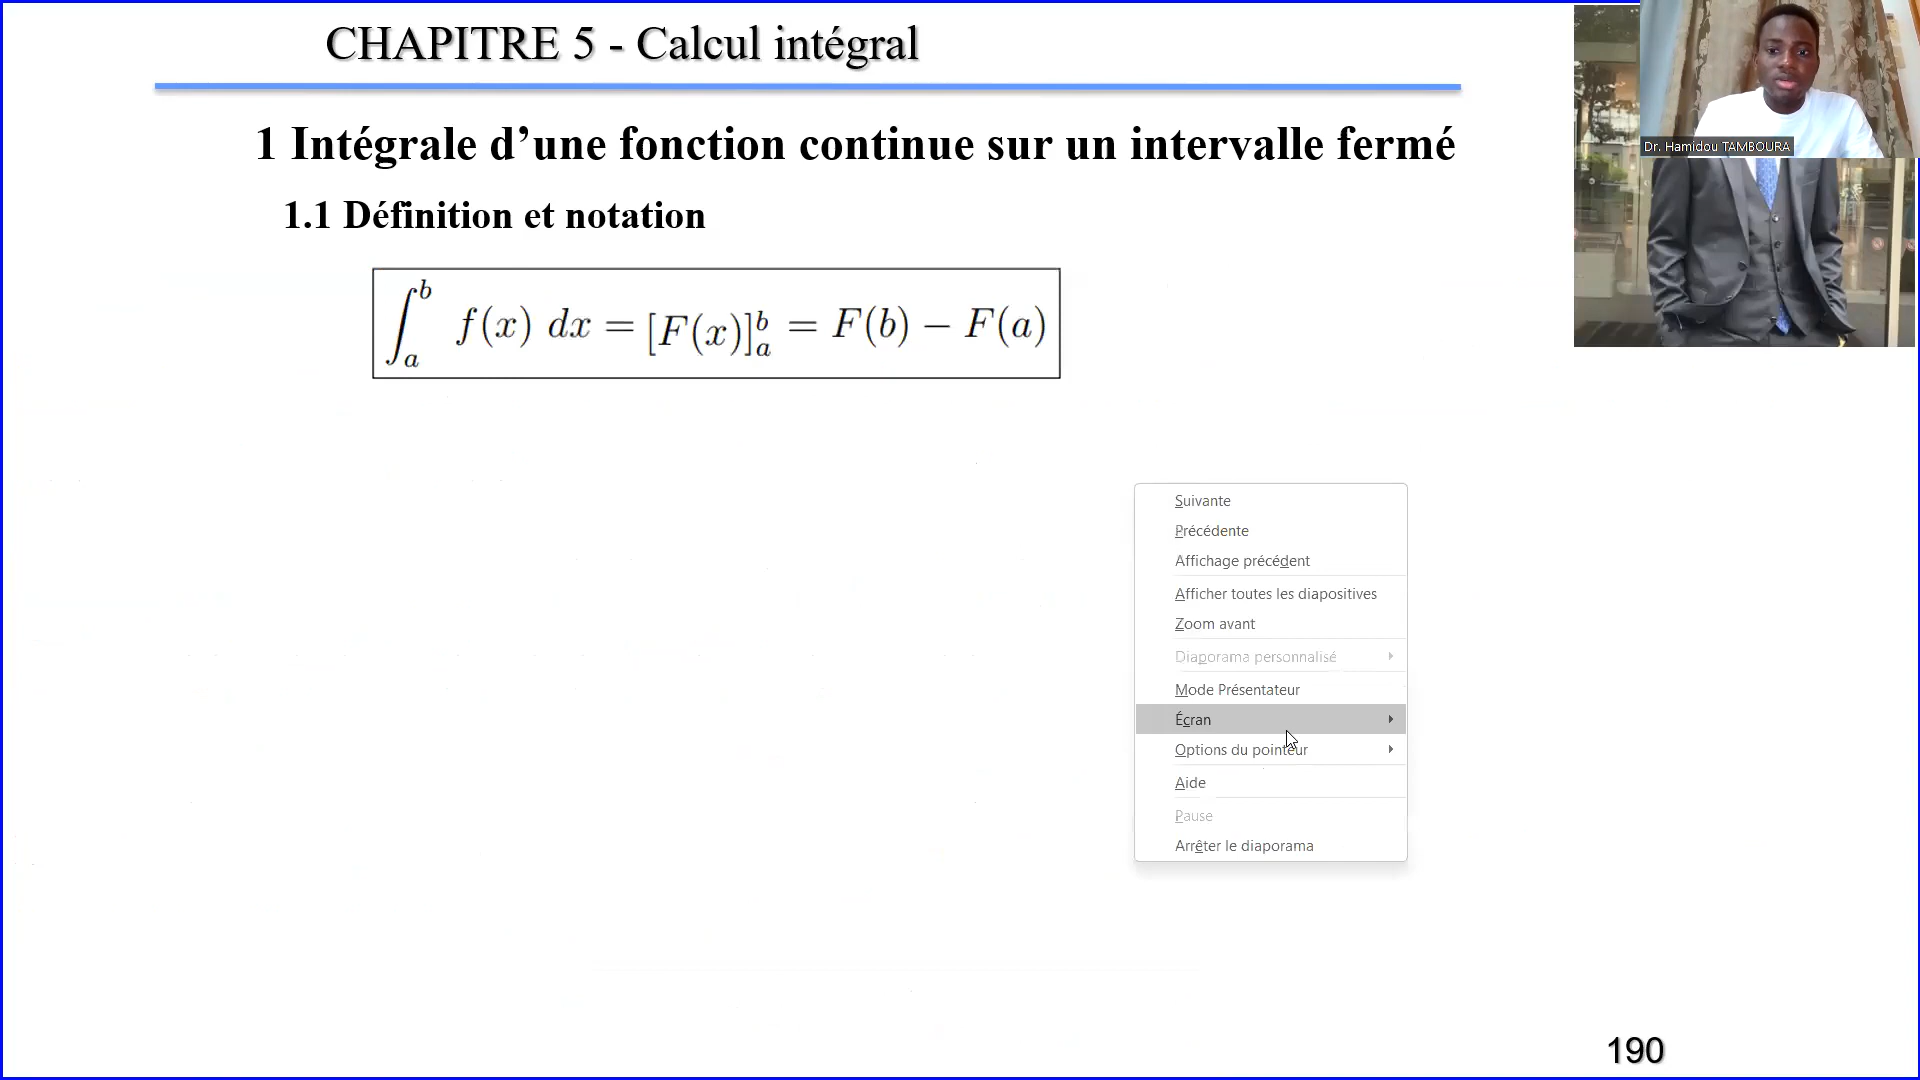 CHAPITRE 5 - Calcul intégral
Dr. Hamidou TAMBOURA
1 Intégrale d’une fonction continue sur un intervalle fermé
1.1 Définition et notation
∫_a^b f(x) dx = [F(x)]_a^b = F(b) − F(a)
Suivante
Précédente
Affichage précédent
Afficher toutes les diapositives
Zoom avant
Diaporama personnalisé
Mode Présentateur
Écran
Options du pointeur
Aide
Pause
Arrêter le diaporama
190